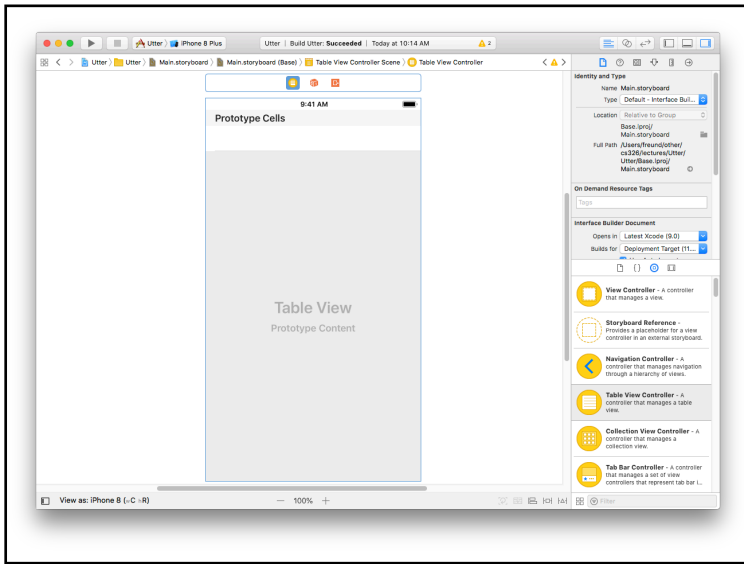 Utter
iPhone 8 Plus
Utter | Build Utter: Succeeded | Today at 10:14 AM
2
Utter
Utter
Main.storyboard
Main.storyboard (Base)
Table View Controller Scene
Table View Controller
9:41 AM
Prototype Cells
Table View
Prototype Content
View as: iPhone 8 (wC hR)
100%
Identity and Type
Name Main.storyboard
Type Default - Interface Buil...
Location Relative to Group
Base.lproj/
Main.storyboard
Full Path /Users/freund/other/
cs326/lectures/Utter/
Utter/Base.lproj/
Main.storyboard
On Demand Resource Tags
Tags
Interface Builder Document
Opens in Latest Xcode (9.0)
Builds for Deployment Target (11....
View Controller - A controller
that manages a view.
Storyboard Reference -
Provides a placeholder for a view
controller in an external storyboard.
Navigation Controller - A
controller that manages navigation
through a hierarchy of views.
Table View Controller - A
controller that manages a table
view.
Collection View Controller - A
controller that manages a
collection view.
Tab Bar Controller - A controller
that manages a set of view
controllers that represent tab bar i...
Filter